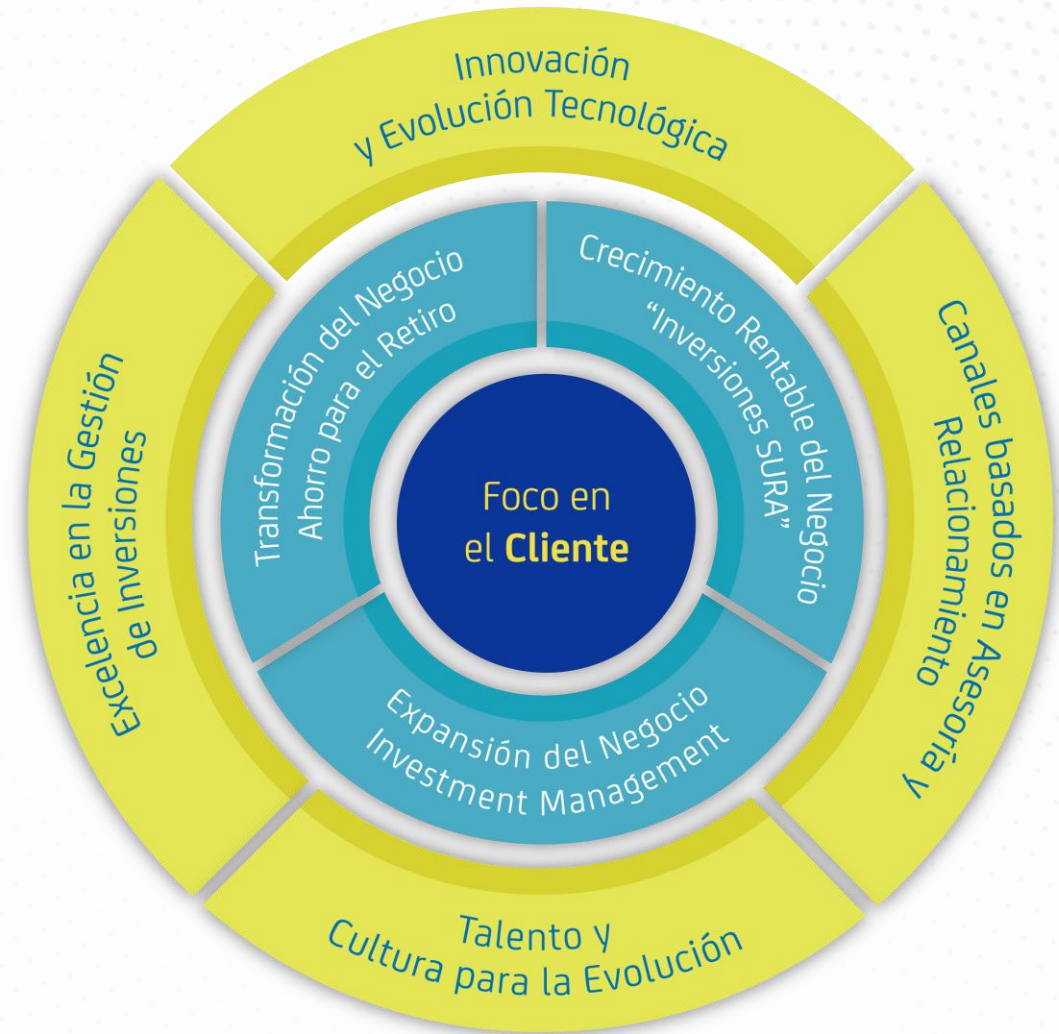 Innovación
y Evolución Tecnológica
Transformación del Negocio
Ahorro para el Retiro
Crecimiento Rentable del Negocio
“Inversiones SURA”
Excelencia en la Gestión
de Inversiones
Foco en
el Cliente
Canales basados en Asesoría y
Relacionamiento
Expansión del Negocio
Investment Management
Talento y
Cultura para la Evolución